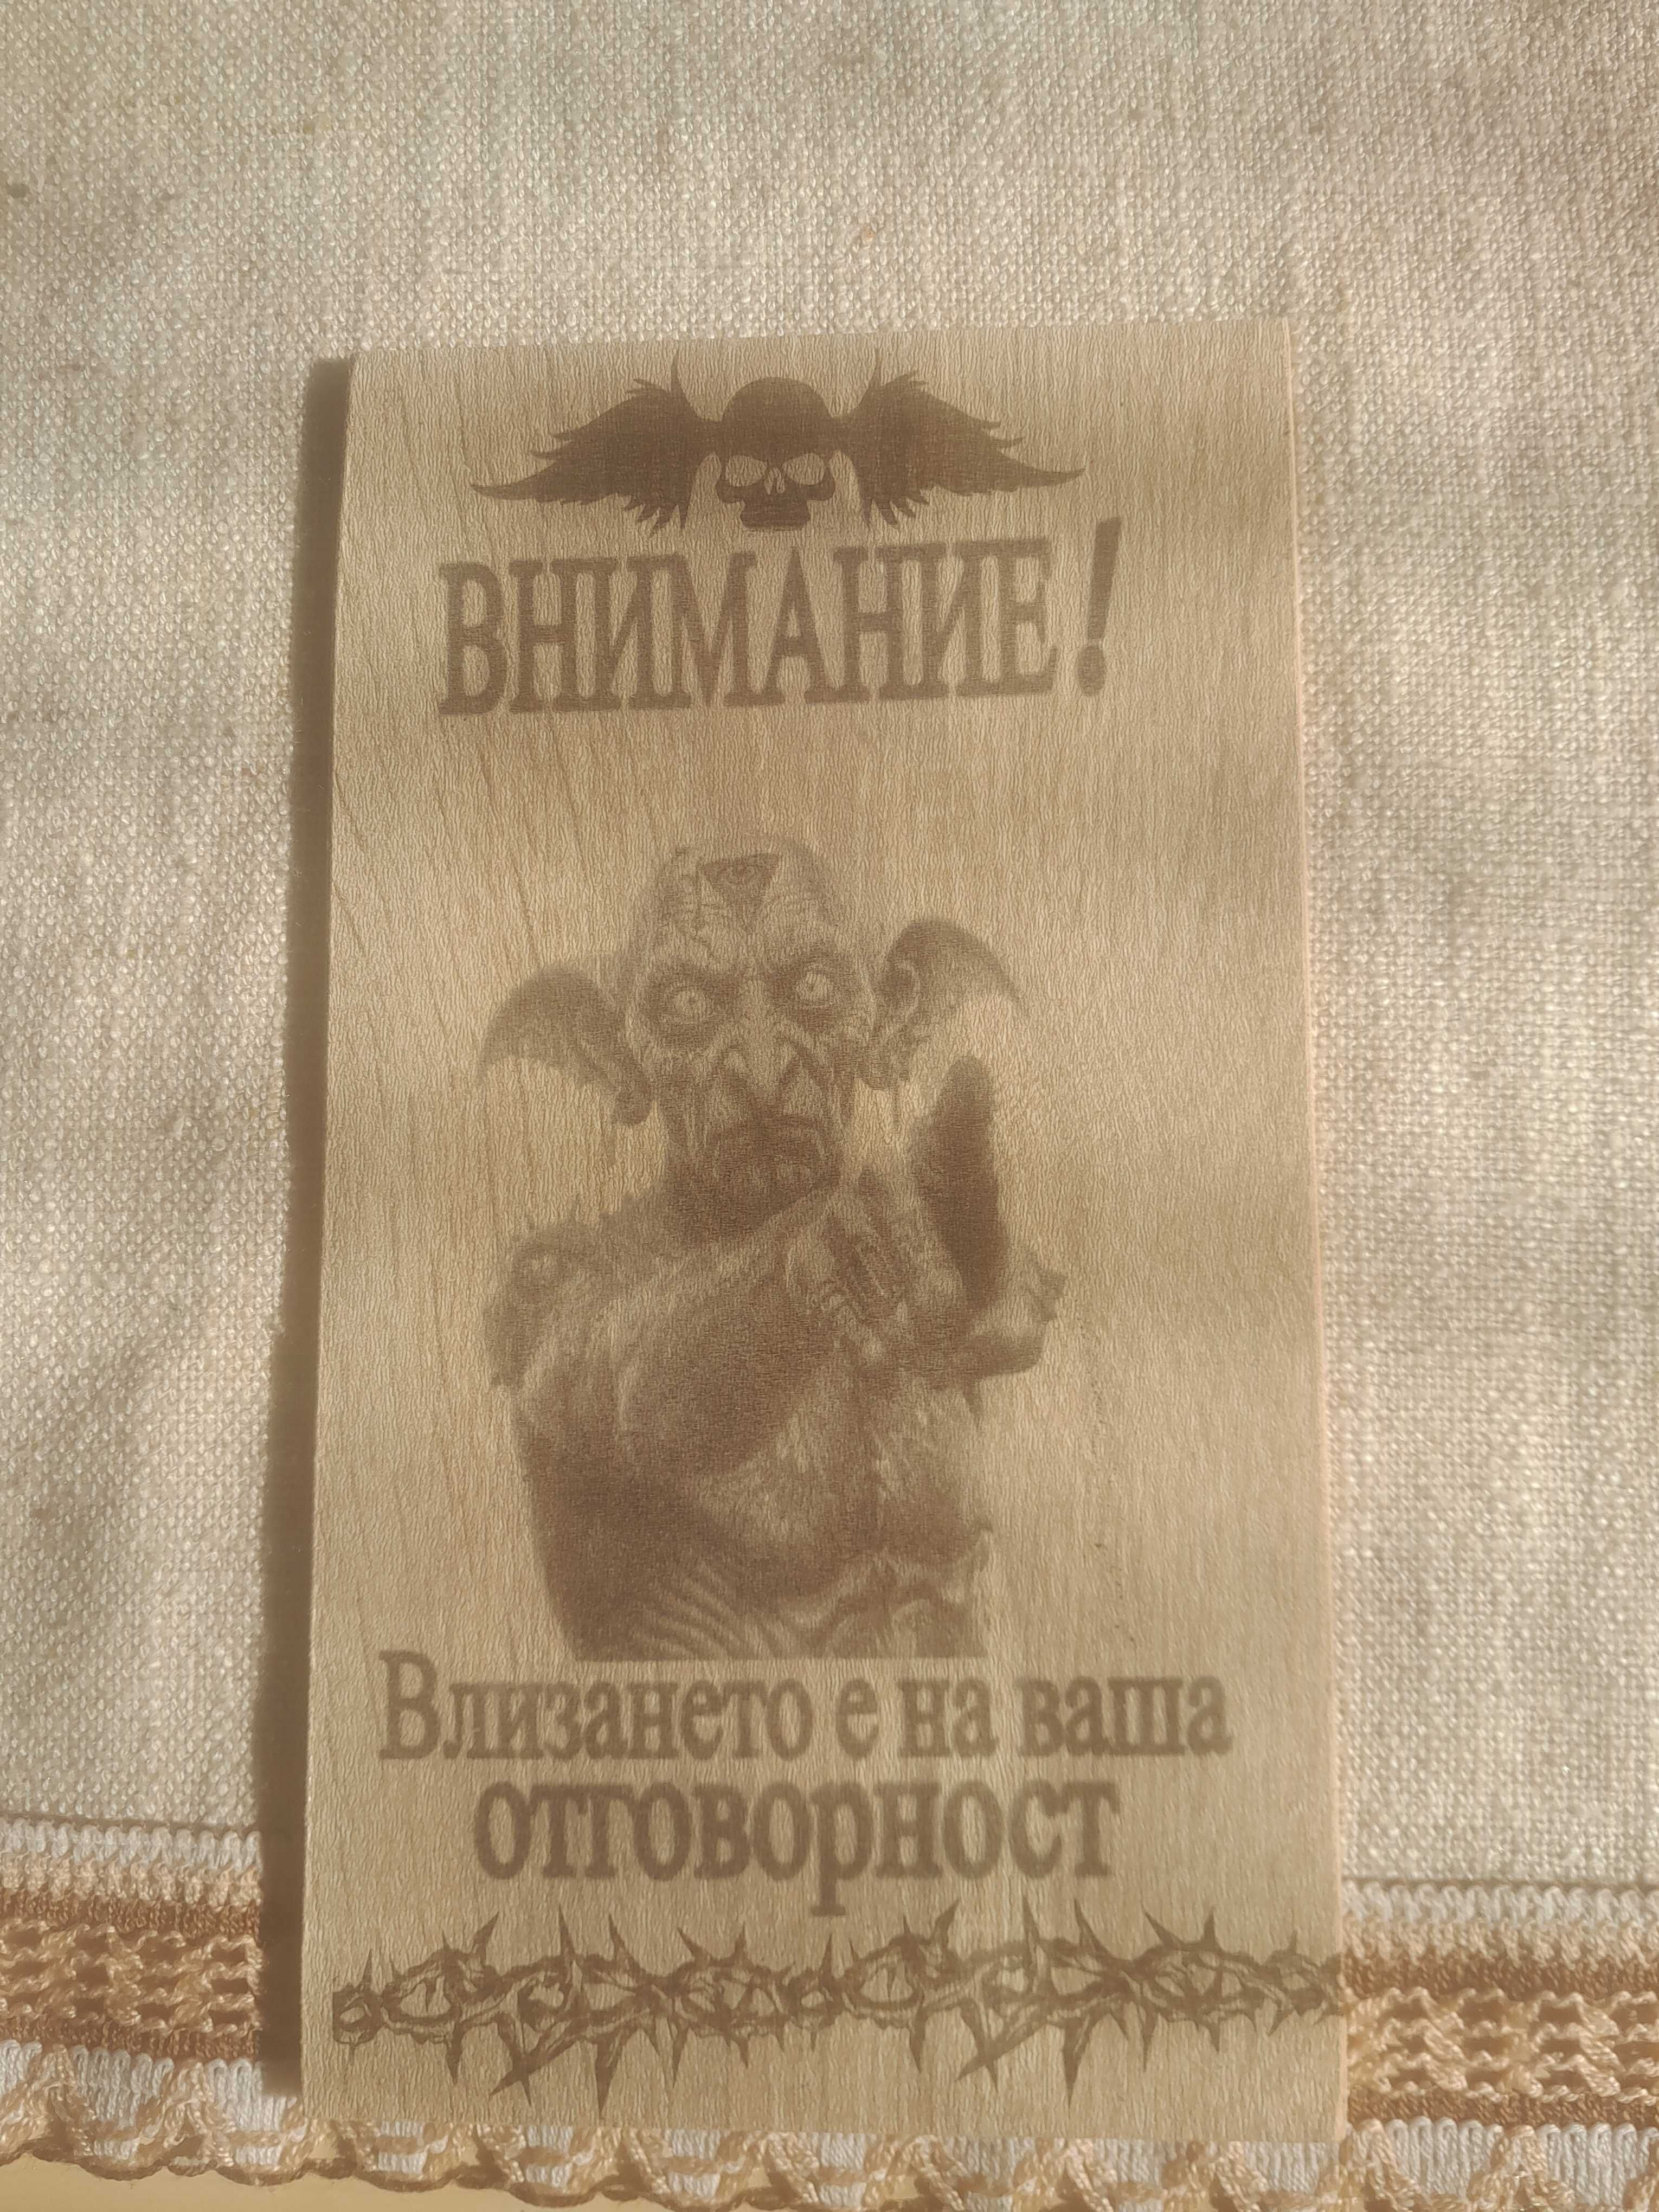 ВНИМАНИЕ!
Влизането е на ваша
отговорност